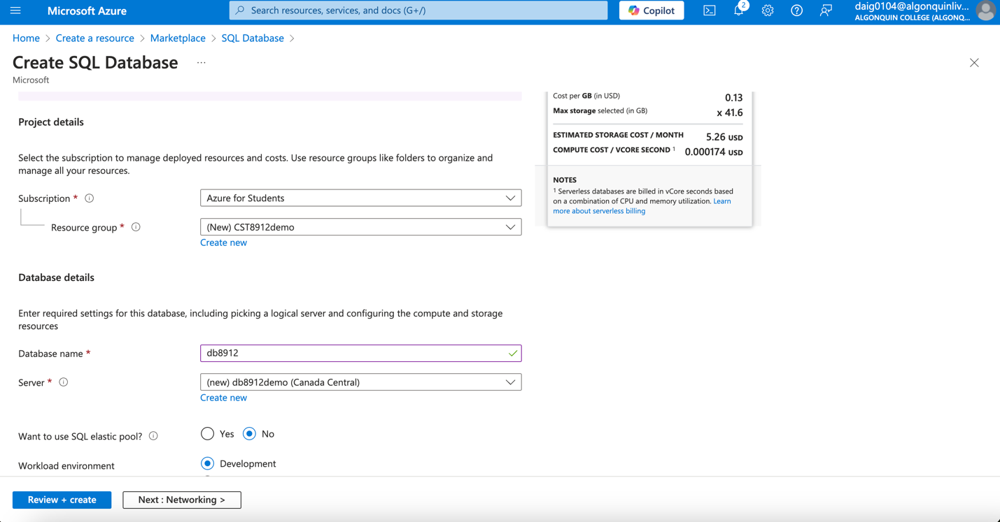 Microsoft Azure
Search resources, services, and docs (G+/)
Copilot
2
daig0104@algonquinliv...
ALGONQUIN COLLEGE (ALGONQ...
Home > Create a resource > Marketplace > SQL Database >
Create SQL Database ...
Microsoft
Cost per GB (in USD) 0.13
Max storage selected (in GB) x 41.6
ESTIMATED STORAGE COST / MONTH 5.26 USD
COMPUTE COST / VCORE SECOND 1 0.000174 USD
NOTES
1 Serverless databases are billed in vCore seconds based
on a combination of CPU and memory utilization. Learn
more about serverless billing
Project details
Select the subscription to manage deployed resources and costs. Use resource groups like folders to organize and
manage all your resources.
Subscription * Azure for Students
Resource group * (New) CST8912demo
Create new
Database details
Enter required settings for this database, including picking a logical server and configuring the compute and storage
resources
Database name * db8912
Server * (new) db8912demo (Canada Central)
Create new
Want to use SQL elastic pool? Yes No
Workload environment Development
Review + create Next : Networking >